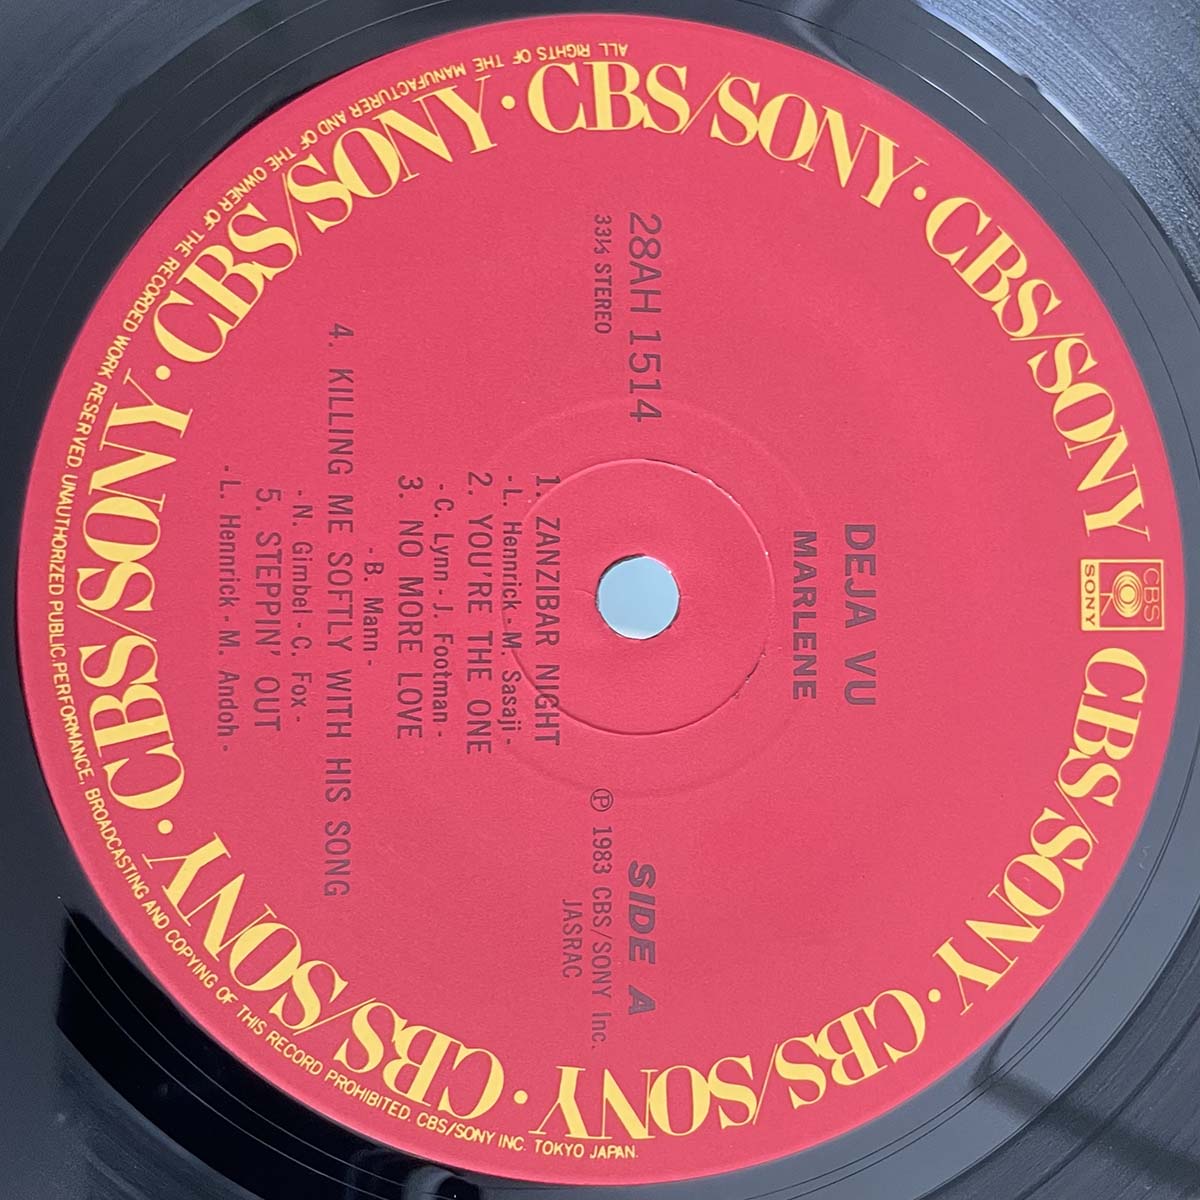 CBS
SONY
DEJA VU
MARLENE
28AH 1514
33⅓ STEREO
SIDE A
℗ 1983 CBS/SONY Inc.
JASRAC
1. ZANZIBAR NIGHT
- L. Hennrick - M. Sasaji -
2. YOU'RE THE ONE
- C. Lynn - J. Footman -
3. NO MORE LOVE
- B. Mann -
4. KILLING ME SOFTLY WITH HIS SONG
- N. Gimbel - C. Fox -
5. STEPPIN' OUT
- L. Henrick - M. Andoh -
CBS/SONY · CBS/SONY · CBS/SONY · CBS/SONY · CBS/SONY · CBS/SONY · CBS/SONY · CBS/SONY
ALL RIGHTS OF THE MANUFACTURER AND OF THE OWNER OF THE RECORDED WORK RESERVED. UNAUTHORIZED PUBLIC, PERFORMANCE, BROADCASTING AND COPYING OF THIS RECORD PROHIBITED. CBS/SONY INC. TOKYO JAPAN.